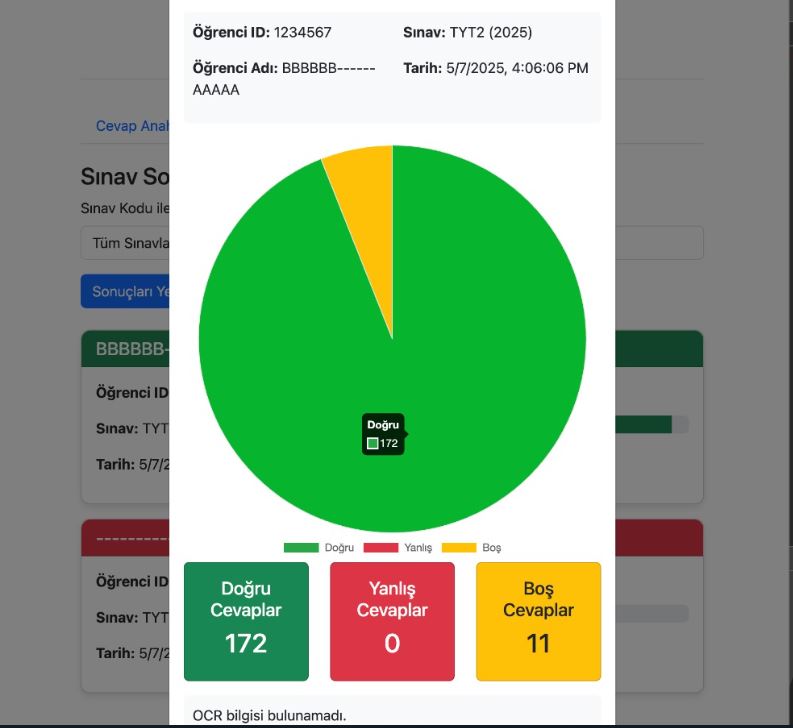 Öğrenci ID: 1234567
Sınav: TYT2 (2025)
Öğrenci Adı: BBBBBB------
AAAAA
Tarih: 5/7/2025, 4:06:06 PM
Cevap Anah
Sınav So
Sınav Kodu ile
Tüm Sınavla
Sonuçları Ye
BBBBBB-
Öğrenci ID
Sınav: TYT
Tarih: 5/7/2
----------
Öğrenci ID
Sınav: TYT
Tarih: 5/7/2
Doğru
172
Doğru
Yanlış
Boş
Doğru
Cevaplar
172
Yanlış
Cevaplar
0
Boş
Cevaplar
11
OCR bilgisi bulunamadı.